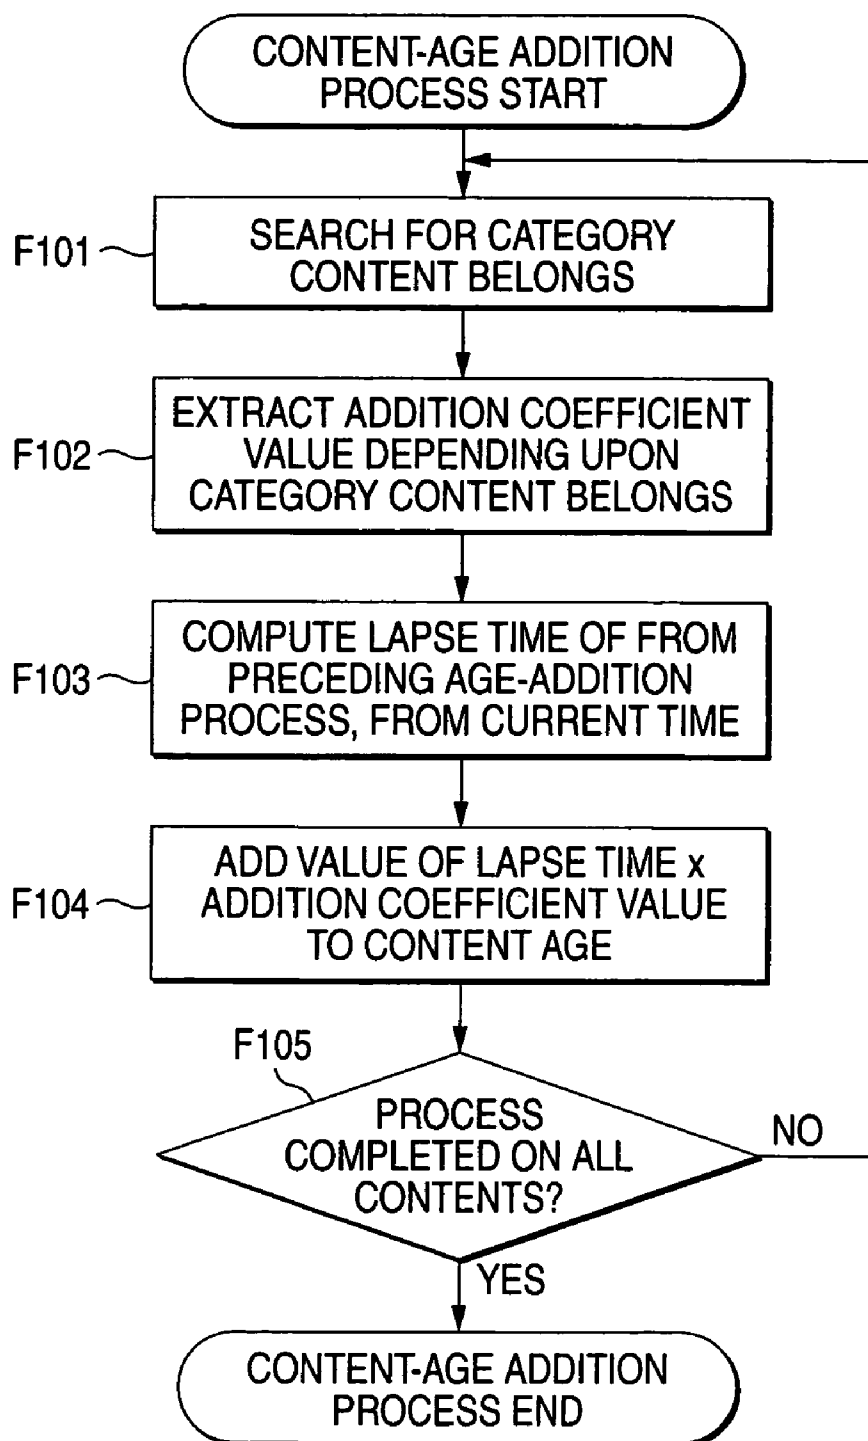 CONTENT-AGE ADDITION
PROCESS START
F101
SEARCH FOR CATEGORY
CONTENT BELONGS
F102
EXTRACT ADDITION COEFFICIENT
VALUE DEPENDING UPON
CATEGORY CONTENT BELONGS
F103
COMPUTE LAPSE TIME OF FROM
PRECEDING AGE-ADDITION
PROCESS, FROM CURRENT TIME
F104
ADD VALUE OF LAPSE TIME x
ADDITION COEFFICIENT VALUE
TO CONTENT AGE
F105
PROCESS
COMPLETED ON ALL
CONTENTS?
NO
YES
CONTENT-AGE ADDITION
PROCESS END